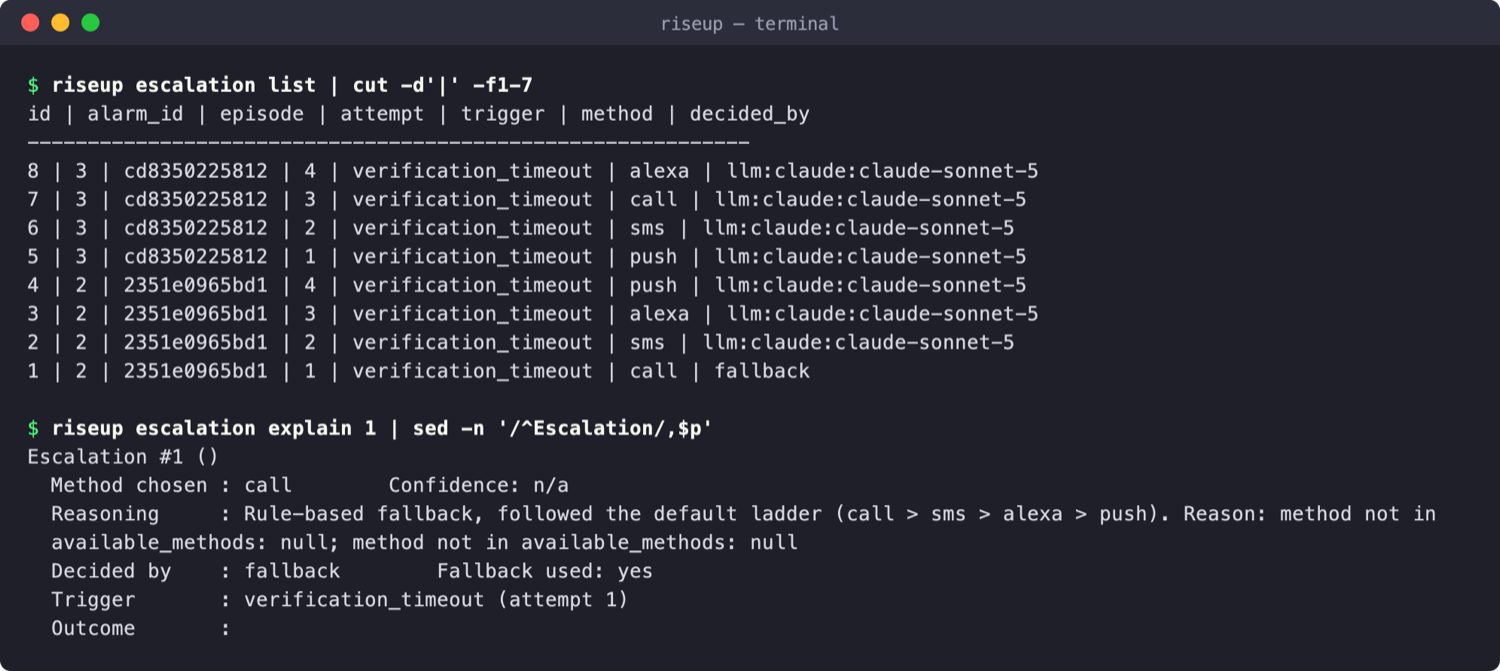 riseup — terminal
$ riseup escalation list | cut -d'|' -f1-7
id | alarm_id | episode | attempt | trigger | method | decided_by
------------------------------------------------------------
8 | 3 | cd8350225812 | 4 | verification_timeout | alexa | llm:claude:claude-sonnet-5
7 | 3 | cd8350225812 | 3 | verification_timeout | call | llm:claude:claude-sonnet-5
6 | 3 | cd8350225812 | 2 | verification_timeout | sms | llm:claude:claude-sonnet-5
5 | 3 | cd8350225812 | 1 | verification_timeout | push | llm:claude:claude-sonnet-5
4 | 2 | 2351e0965bd1 | 4 | verification_timeout | push | llm:claude:claude-sonnet-5
3 | 2 | 2351e0965bd1 | 3 | verification_timeout | alexa | llm:claude:claude-sonnet-5
2 | 2 | 2351e0965bd1 | 2 | verification_timeout | sms | llm:claude:claude-sonnet-5
1 | 2 | 2351e0965bd1 | 1 | verification_timeout | call | fallback
$ riseup escalation explain 1 | sed -n '/^Escalation/,$p'
Escalation #1 ()
  Method chosen : call        Confidence: n/a
  Reasoning     : Rule-based fallback, followed the default ladder (call > sms > alexa > push). Reason: method not in
  available_methods: null; method not in available_methods: null
  Decided by    : fallback        Fallback used: yes
  Trigger       : verification_timeout (attempt 1)
  Outcome       :